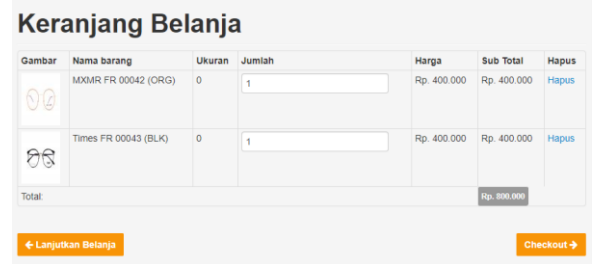 Keranjang Belanja
Gambar Nama barang Ukuran Jumlah Harga Sub Total Hapus
MXMR FR 00042 (ORG) 0 1 Rp. 400.000 Rp. 400.000 Hapus
Times FR 00043 (BLK) 0 1 Rp. 400.000 Rp. 400.000 Hapus
Total: Rp. 800.000
← Lanjutkan Belanja Checkout →